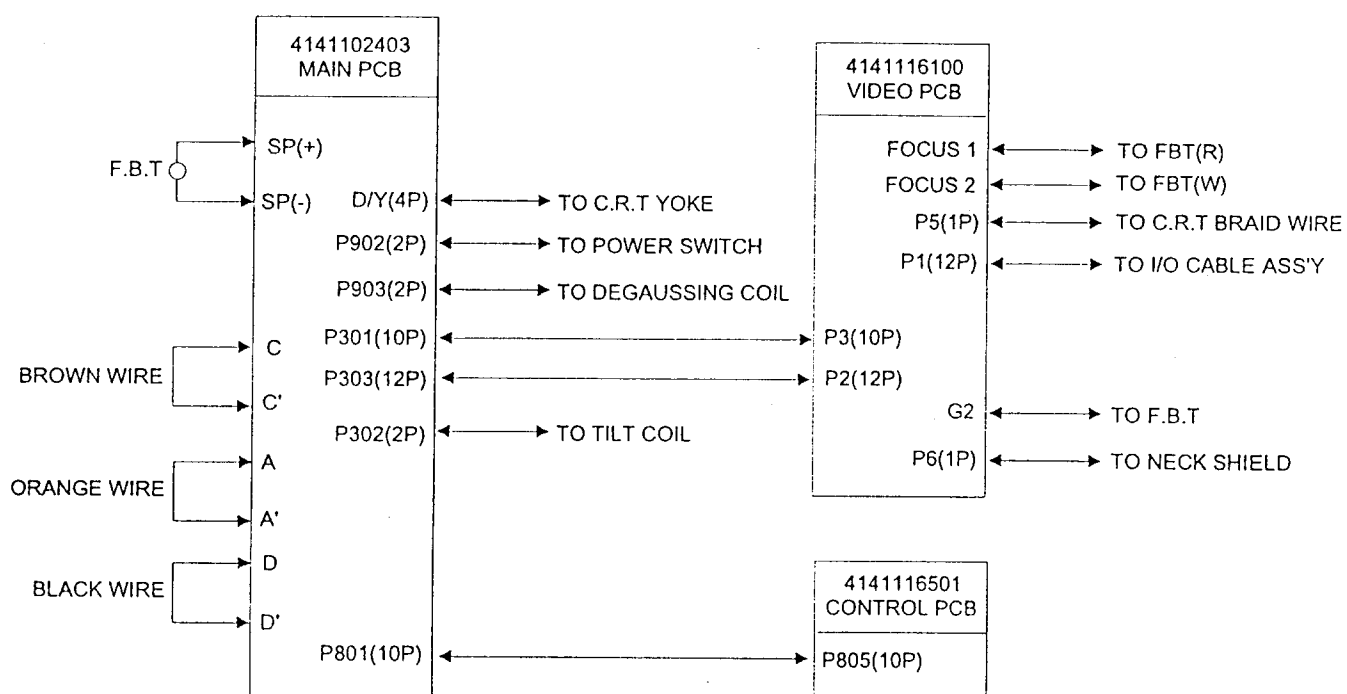 4141102403
MAIN PCB
F.B.T
SP(+)
SP(-)
D/Y(4P)
TO C.R.T YOKE
P902(2P)
TO POWER SWITCH
P903(2P)
TO DEGAUSSING COIL
P301(10P)
P303(12P)
P302(2P)
TO TILT COIL
BROWN WIRE
C
C'
ORANGE WIRE
A
A'
BLACK WIRE
D
D'
P801(10P)
4141116100
VIDEO PCB
FOCUS 1
TO FBT(R)
FOCUS 2
TO FBT(W)
P5(1P)
TO C.R.T BRAID WIRE
P1(12P)
TO I/O CABLE ASS'Y
P3(10P)
P2(12P)
G2
TO F.B.T
P6(1P)
TO NECK SHIELD
4141116501
CONTROL PCB
P805(10P)